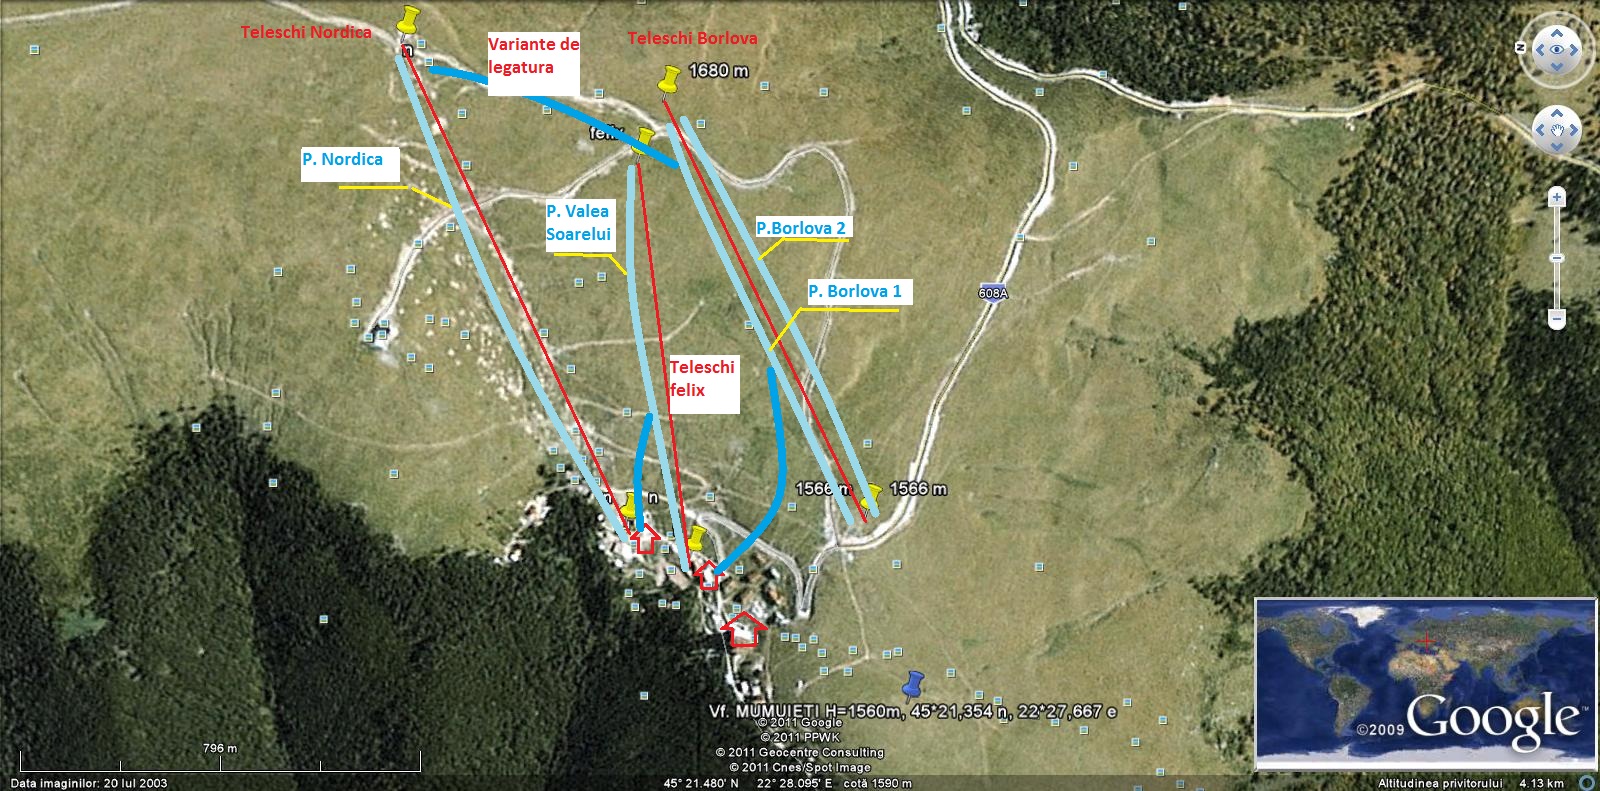 Teleschi Nordica
Variante de
legatura
Teleschi Borlova
1680 m
n
felix
P. Nordica
P. Valea
Soarelui
P.Borlova 2
P. Borlova 1
608A
Teleschi
felix
n
n
1566 m
1566 m
Vf. MUMUIETI H=1560m, 45*21,354 n, 22*27,667 e
© 2011 Google
© 2011 PPWK
© 2011 Geocentre Consulting
© 2011 Cnes/Spot Image
796 m
Data imaginilor: 20 Iul 2003
45° 21.480' N 22° 28.095' E cotă 1590 m
©2009 Google™
Altitudinea privitorului 4.13 km
N